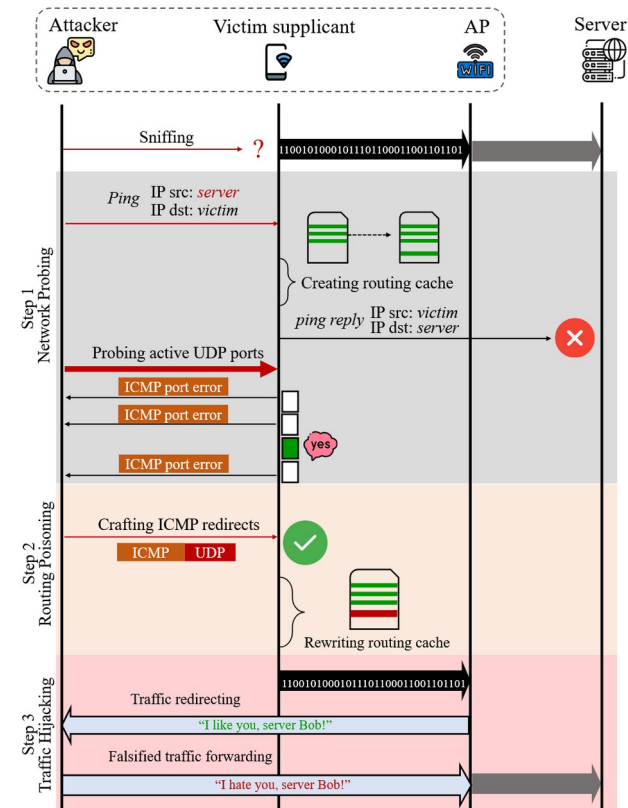 Attacker
Victim supplicant
AP
Server
WIFI
Sniffing
?
11001010001011101100011001101101
Step 1
Network Probing
Ping
IP src: server
IP dst: victim
Creating routing cache
ping reply
IP src: victim
IP dst: server
Probing active UDP ports
ICMP port error
ICMP port error
yes
ICMP port error
Step 2
Routing Poisoning
Crafting ICMP redirects
ICMP
UDP
Rewriting routing cache
Step 3
Traffic Hijacking
11001010001011101100011001101101
Traffic redirecting
“I like you, server Bob!”
Falsified traffic forwarding
“I hate you, server Bob!”